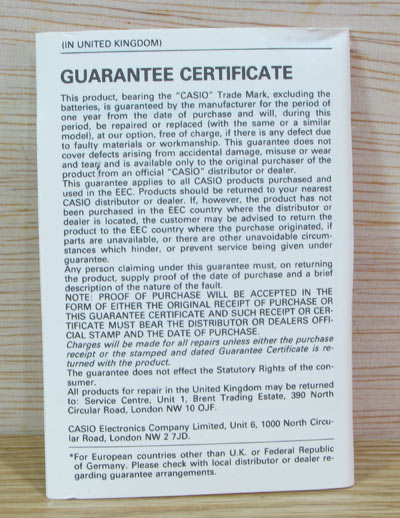 (IN UNITED KINGDOM)
GUARANTEE CERTIFICATE
This product, bearing the "CASIO" Trade Mark, excluding the
batteries, is guaranteed by the manufacturer for the period of
one year from the date of purchase and will, during this
period, be repaired or replaced (with the same or a similar
model), at our option, free of charge, if there is any defect due
to faulty materials or workmanship. This guarantee does not
cover defects arising from accidental damage, misuse or wear
and tear, and is available only to the original purchaser of the
product from an official "CASIO" distributor or dealer.
This guarantee applies to all CASIO products purchased and
used in the EEC. Products should be returned to your nearest
CASIO distributor or dealer. If, however, the product has not
been purchased in the EEC country where the distributor or
dealer is located, the customer may be advised to return the
product to the EEC country where the purchase originated, if
parts are unavailable, or there are other unavoidable circum-
stances which hinder, or prevent service being given under
guarantee.
Any person claiming under this guarantee must, on returning
the product, supply proof of the date of purchase and a brief
description of the nature of the fault.
NOTE: PROOF OF PURCHASE WILL BE ACCEPTED IN THE
FORM OF EITHER THE ORIGINAL RECEIPT OF PURCHASE OR
THIS GUARANTEE CERTIFICATE AND SUCH RECEIPT OR CER-
TIFICATE MUST BEAR THE DISTRIBUTOR OR DEALERS OFFI-
CIAL STAMP AND THE DATE OF PURCHASE.
Charges will be made for all repairs unless either the purchase
receipt or the stamped and dated Guarantee Certificate is re-
turned with the product.
The guarantee does not effect the Statutory Rights of the con-
sumer.
All products for repair in the United Kingdom may be returned
to: Service Centre, Unit 1, Brent Trading Estate, 390 North
Circular Road, London NW 10 OJF.
CASIO Electronics Company Limited, Unit 6, 1000 North Circu-
lar Road, London NW 2 7JD.
*For European countries other than U.K. or Federal Republic
of Germany. Please check with local distributor or dealer re-
garding guarantee arrangements.